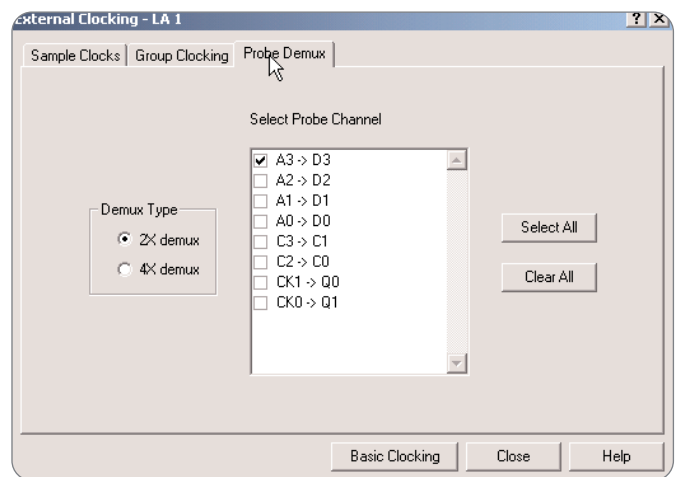 External Clocking - LA 1
Sample Clocks Group Clocking Probe Demux
Select Probe Channel
A3 -> D3
A2 -> D2
A1 -> D1
A0 -> D0
C3 -> C1
C2 -> C0
CK1 -> Q0
CK0 -> Q1
Demux Type
2X demux
4X demux
Select All
Clear All
Basic Clocking Close Help